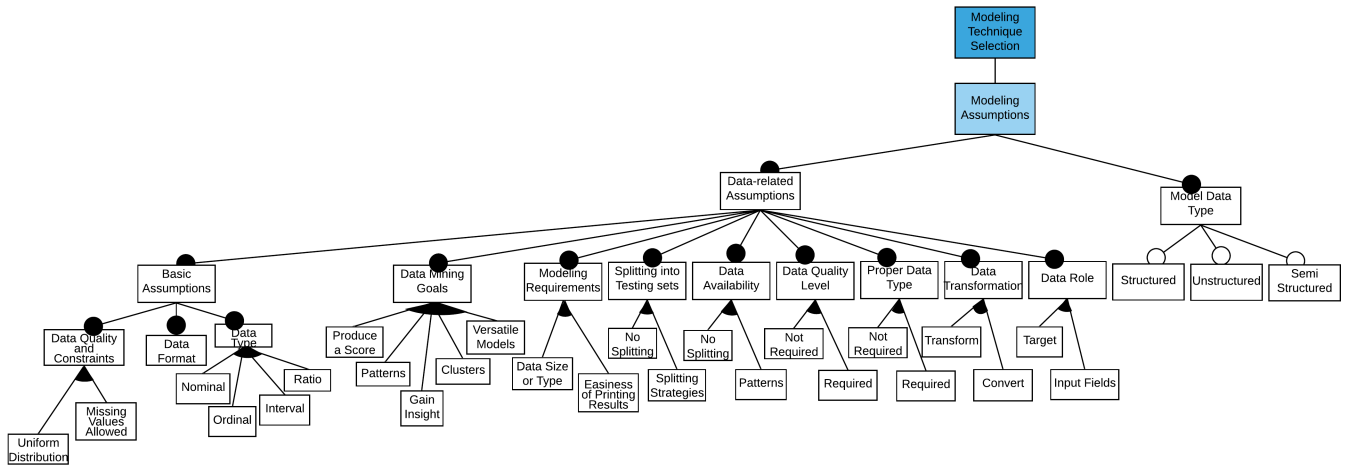 Modeling
Technique
Selection
Modeling
Assumptions
Data-related
Assumptions
Model Data
Type
Basic
Assumptions
Data Mining
Goals
Modeling
Requirements
Splitting into
Testing sets
Data
Availability
Data Quality
Level
Proper Data
Type
Data
Transformation
Data Role
Structured
Unstructured
Semi
Structured
Data Quality
and
Constraints
Data
Format
Data
Type
Produce
a Score
Versatile
Models
No
Splitting
No
Splitting
Not
Required
Not
Required
Transform
Target
Nominal
Ratio
Patterns
Clusters
Data Size
or Type
Easiness
of Printing
Results
Splitting
Strategies
Patterns
Required
Required
Convert
Input Fields
Ordinal
Interval
Gain
Insight
Missing
Values
Allowed
Uniform
Distribution